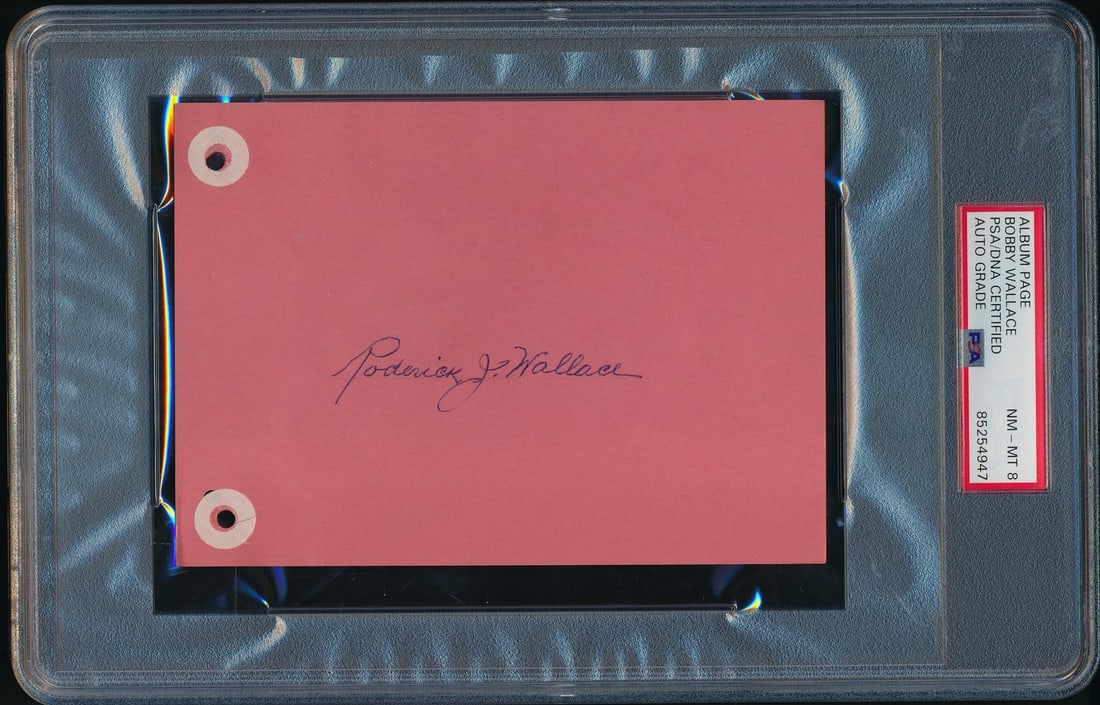 Roderick J. Wallace
ALBUM PAGE
BOBBY WALLACE
PSA/DNA CERTIFIED
AUTO GRADE
NM – MT 8
85254947
PSA